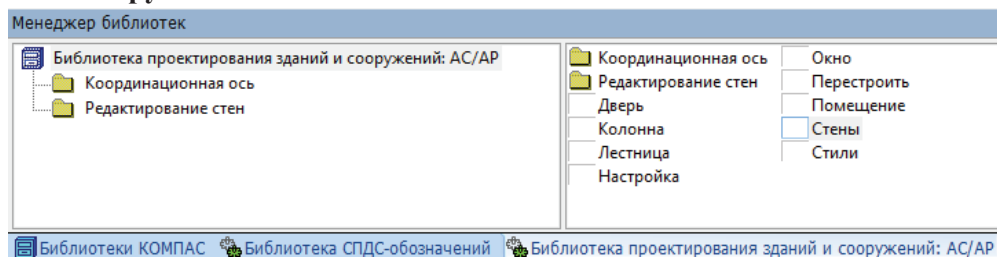 Менеджер библиотек
Библиотека проектирования зданий и сооружений: АС/АР
Координационная ось
Редактирование стен
Координационная ось
Редактирование стен
Дверь
Колонна
Лестница
Настройка
Окно
Перестроить
Помещение
Стены
Стили
Библиотеки КОМПАС Библиотека СПДС-обозначений Библиотека проектирования зданий и сооружений: АС/АР